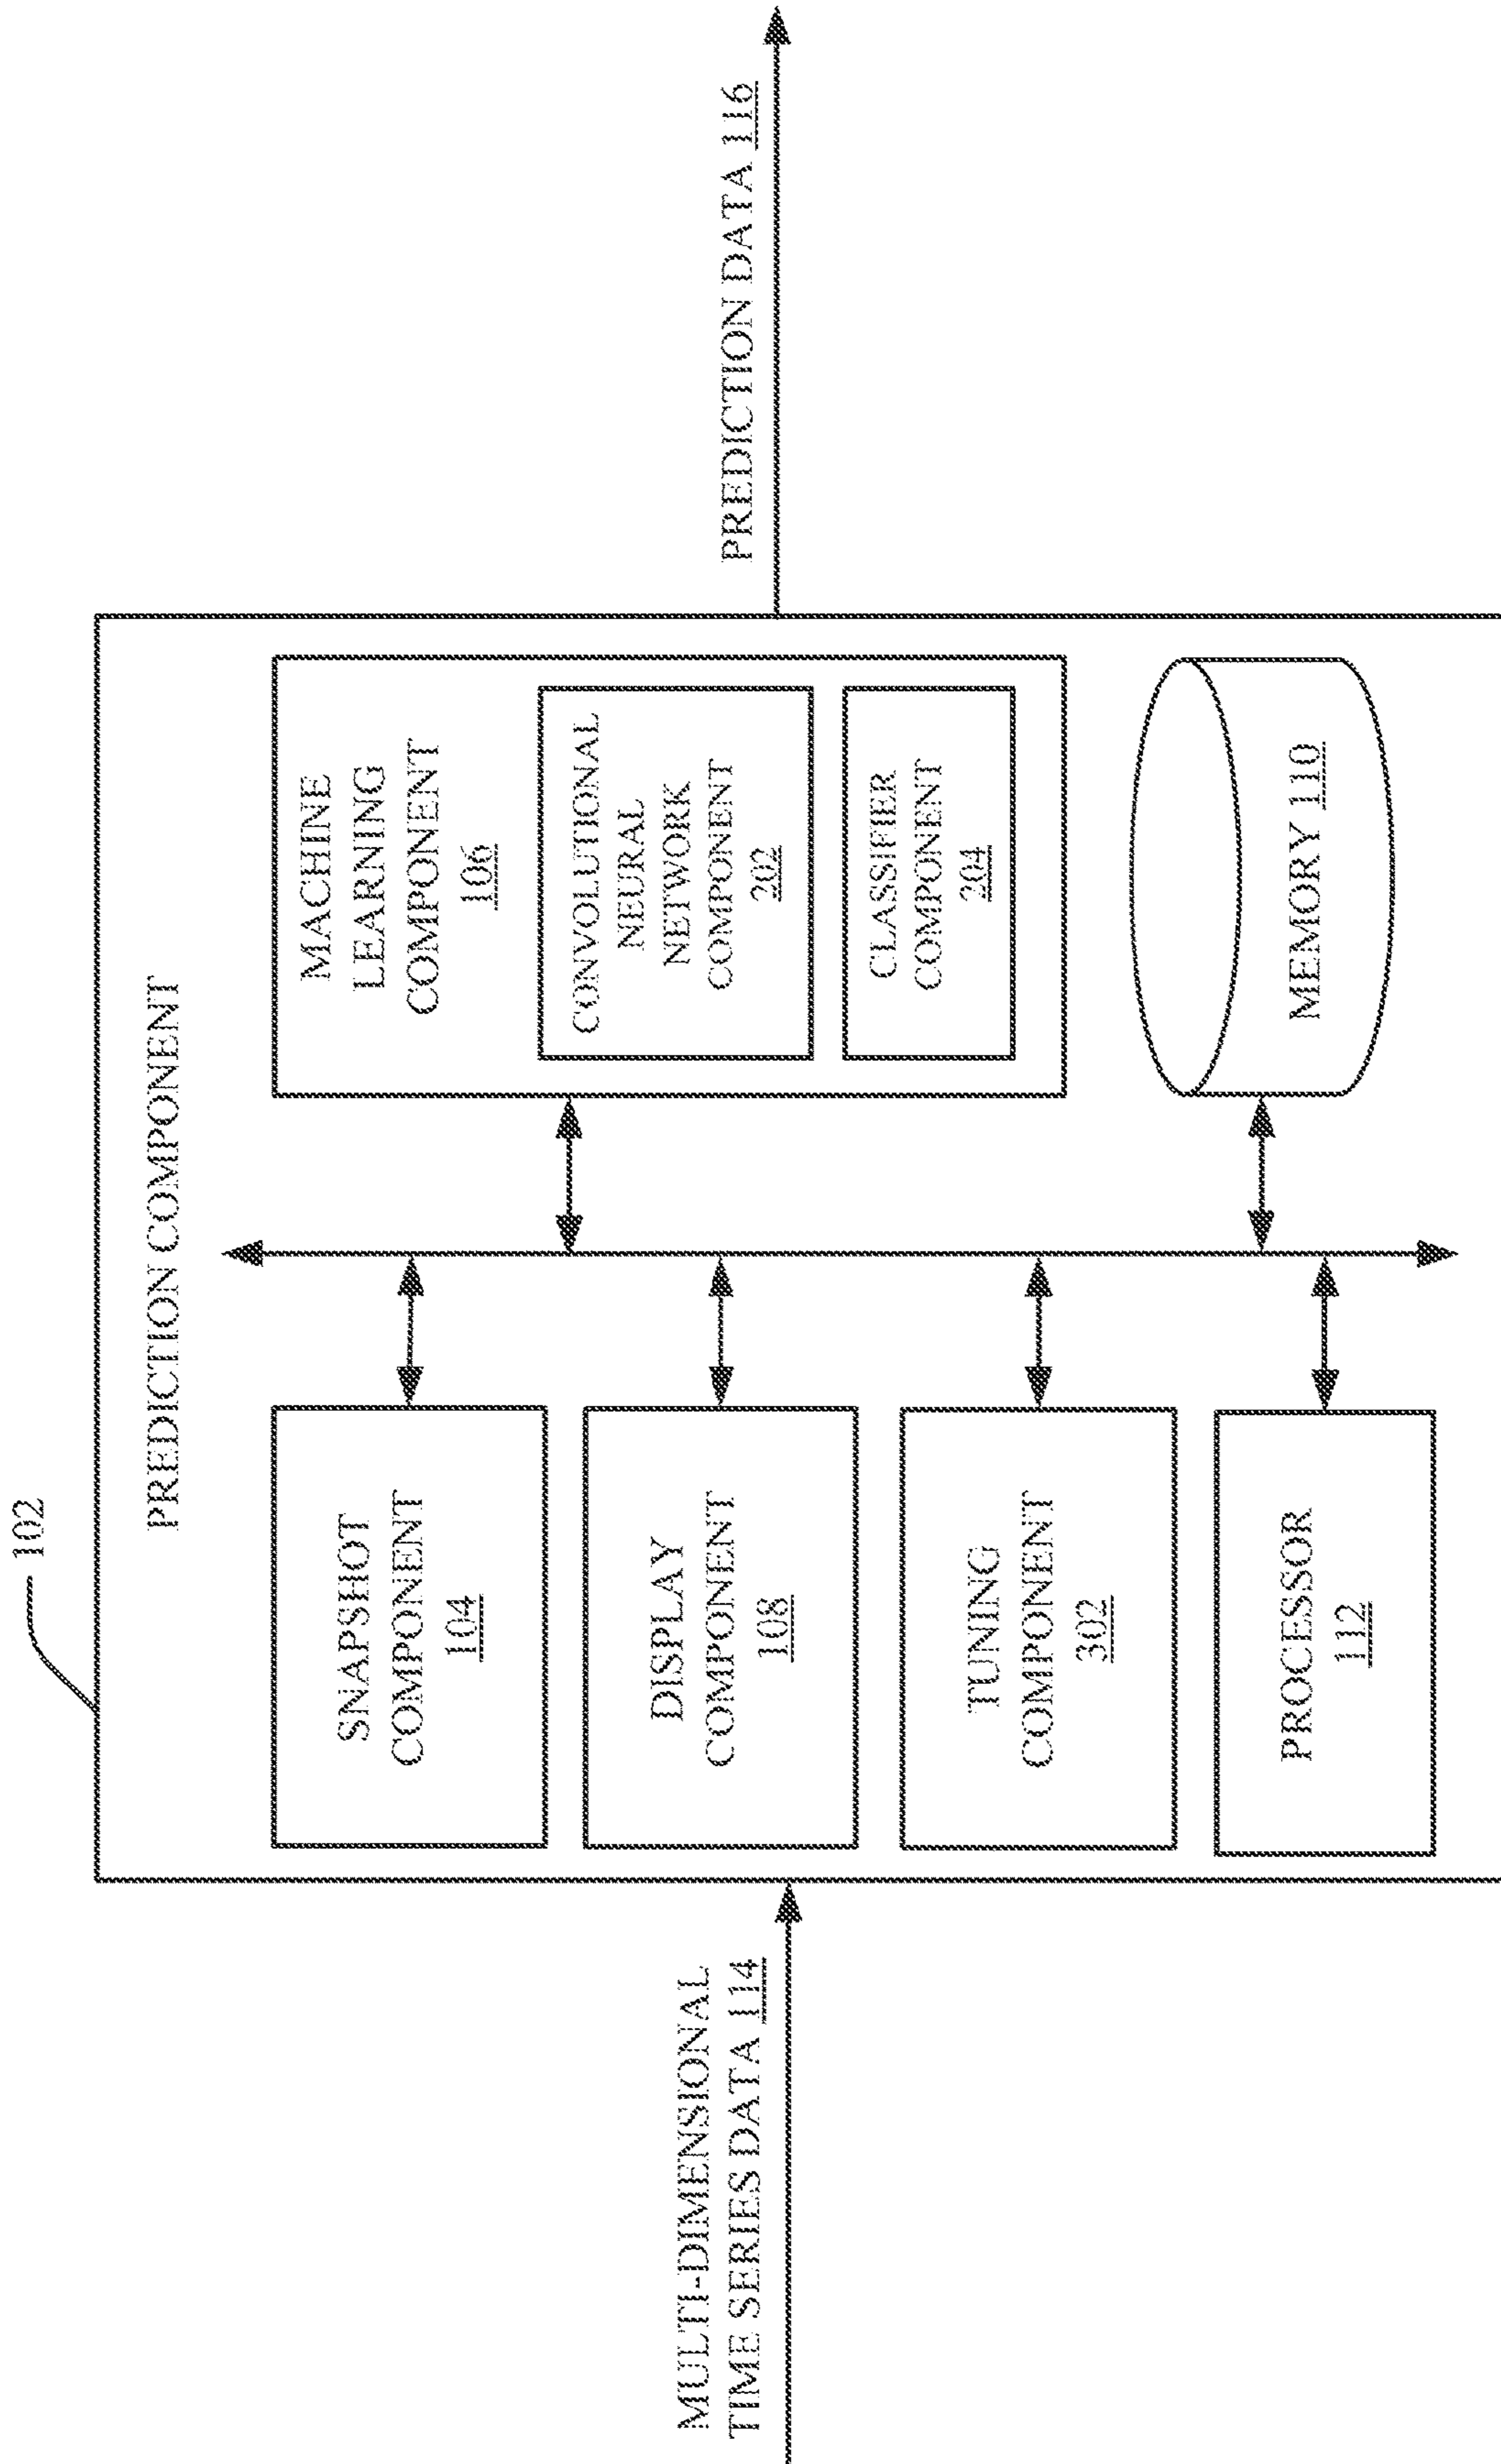 102
PREDICTION COMPONENT
MULTI-DIMENSIONAL
TIME SERIES DATA 114
SNAPSHOT
COMPONENT
104
DISPLAY
COMPONENT
108
TUNING
COMPONENT
302
PROCESSOR
112
MACHINE
LEARNING
COMPONENT
106
CONVOLUTIONAL
NEURAL
NETWORK
COMPONENT
202
CLASSIFIER
COMPONENT
204
MEMORY 110
PREDICTION DATA 116